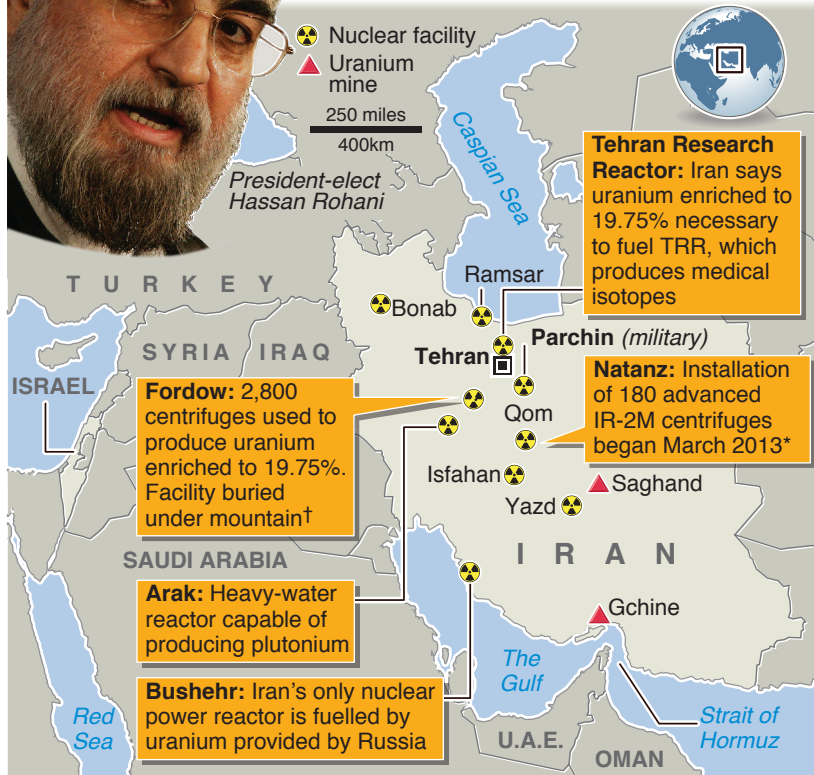 Nuclear facility
Uranium
mine
250 miles
400km
President-elect
Hassan Rohani
Caspian Sea
Tehran Research
Reactor: Iran says
uranium enriched to
19.75% necessary
to fuel TRR, which
produces medical
isotopes
TURKEY
Ramsar
Bonab
Parchin (military)
SYRIA
IRAQ
Tehran
ISRAEL
Natanz: Installation
of 180 advanced
IR-2M centrifuges
began March 2013*
Fordow: 2,800
centrifuges used to
produce uranium
enriched to 19.75%.
Facility buried
under mountain†
Qom
Isfahan
Saghand
Yazd
IRAN
SAUDI ARABIA
Arak: Heavy-water
reactor capable of
producing plutonium
Gchine
The
Gulf
Bushehr: Iran's only nuclear
power reactor is fuelled by
uranium provided by Russia
Red
Sea
Strait of
Hormuz
U.A.E.
OMAN